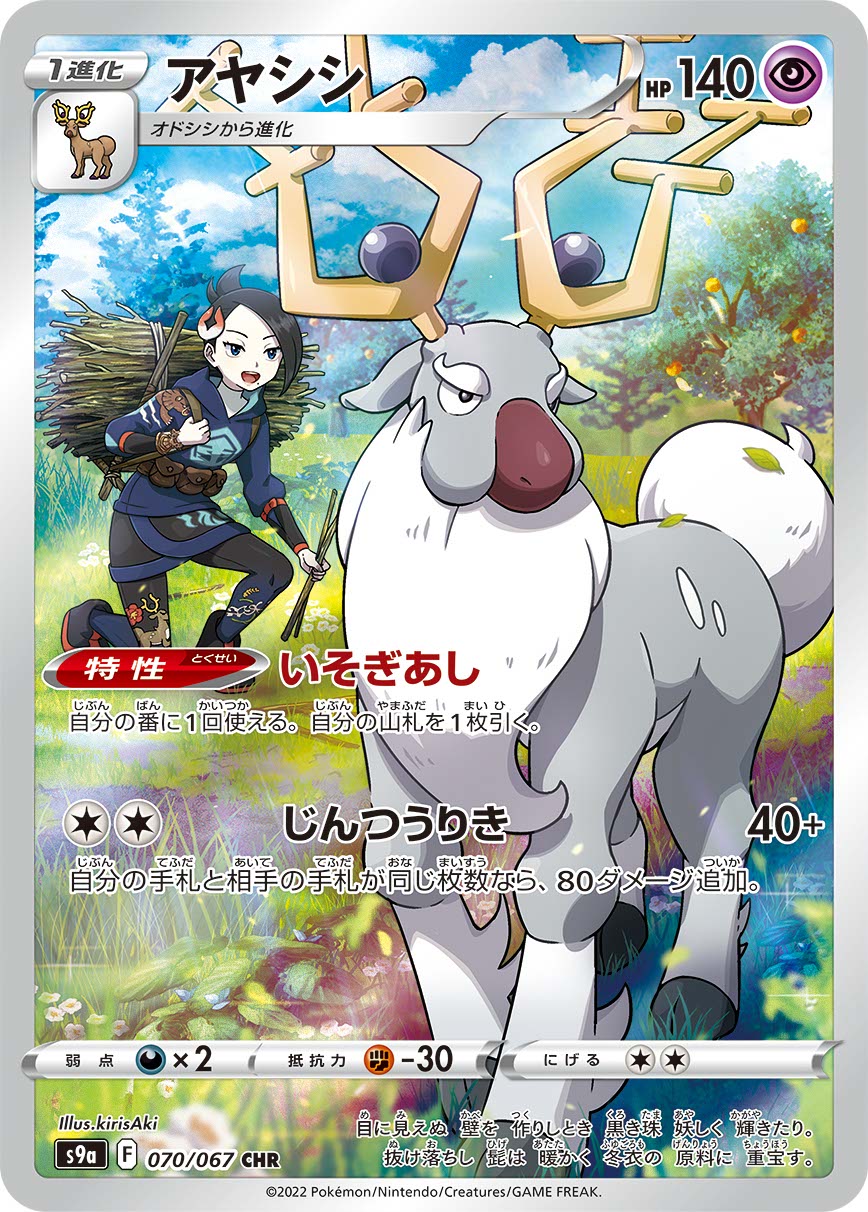 1進化
アヤシシ
HP 140
オドシシから進化
特性 とくせい いそぎあし
自分の番に1回使える。自分の山札を1枚引く。
じんつうりき 40+
自分の手札と相手の手札が同じ枚数なら、80ダメージ追加。
弱点 ×2 抵抗力 -30 にげる
Illus.kirisAki
目に見えぬ 壁を 作りしとき 黒き珠 妖しく 輝きたり。
抜け落ちし 髭は 暖かく 冬衣の 原料に 重宝す。
s9a F 070/067 CHR
©2022 Pokémon/Nintendo/Creatures/GAME FREAK.